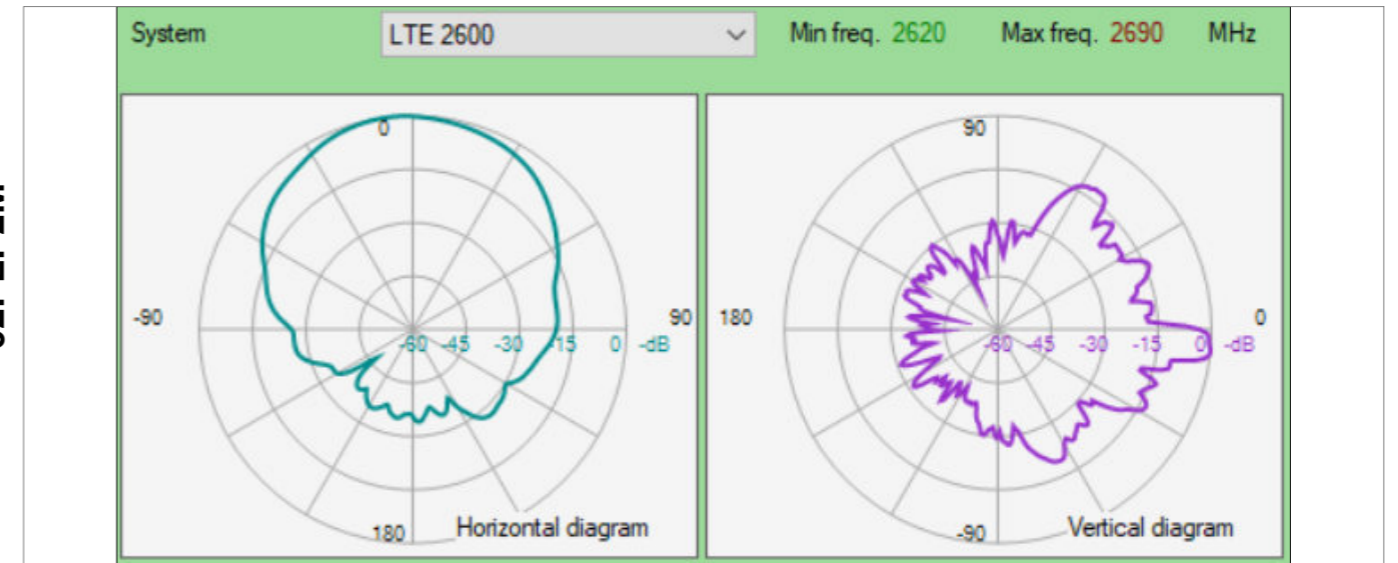 System LTE 2600 Min freq. 2620 Max freq. 2690 MHz
0
-90 90
-60 -45 -30 -15 0 -dB
180 Horizontal diagram
90
180 0
-60 -45 -30 -15 0 -dB
-90 Vertical diagram